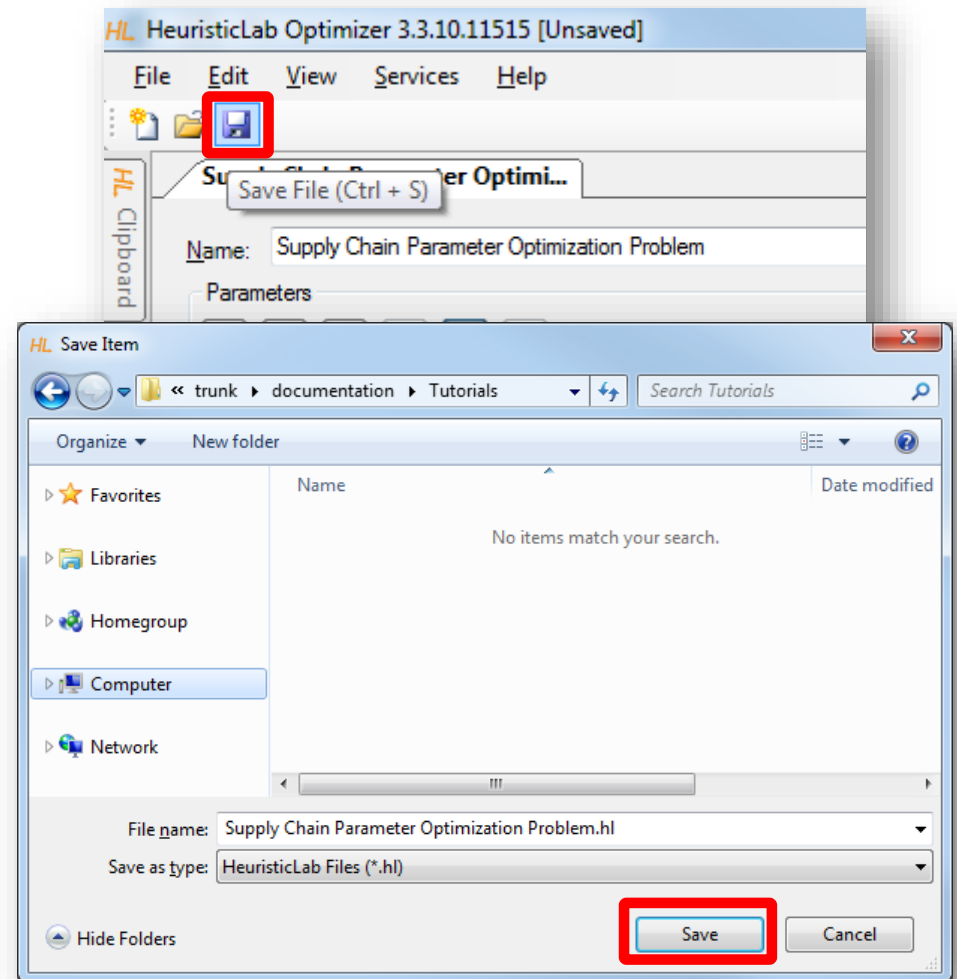 HL HeuristicLab Optimizer 3.3.10.11515 [Unsaved]
File Edit View Services Help
HL Clipboard
Optimi...
Save File (Ctrl + S)
Name: Supply Chain Parameter Optimization Problem
Parameters
HL Save Item
x
« trunk documentation Tutorials Search Tutorials
Organize New folder ?
Name Date modified
Favorites
No items match your search.
Libraries
Homegroup
Computer
Network
File name: Supply Chain Parameter Optimization Problem.hl
Save as type: HeuristicLab Files (*.hl)
Hide Folders Save Cancel